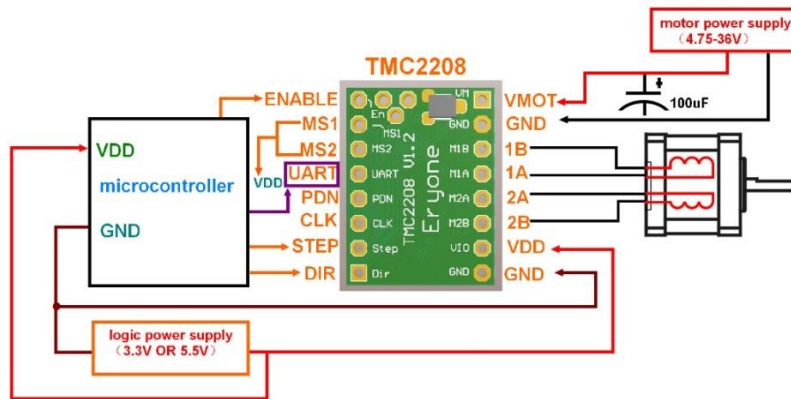 motor power supply
（4.75-36V）
TMC2208
100uF
ENABLE
MS1
MS2
UART
PDN
CLK
STEP
DIR
VDD
VDD
microcontroller
GND
En
MS1
MS2
UART
PDN
CLK
Step
Dir
TMC2208 V1.2
Eryone
VM
GND
M1B
M1A
M2A
M2B
VIO
GND
VMOT
GND
1B
1A
2A
2B
VDD
GND
logic power supply
（3.3V OR 5.5V）